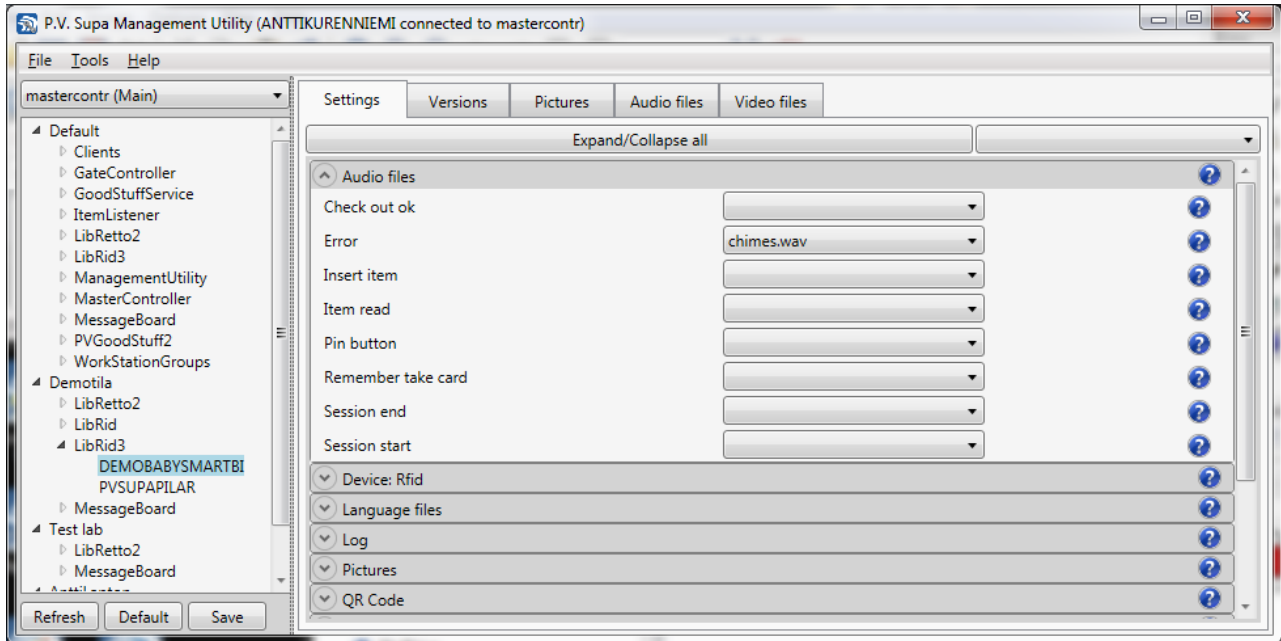 P.V. Supa Management Utility (ANTTIKURENNIEMI connected to mastercontr)
File Tools Help
mastercontr (Main)
Default
Clients
GateController
GoodStuffService
ItemListener
LibRetto2
LibRid3
ManagementUtility
MasterController
MessageBoard
PVGoodStuff2
WorkStationGroups
Demotila
LibRetto2
LibRid
LibRid3
DEMOBABYSMARTBI
PVSUPAPILAR
MessageBoard
Test lab
LibRetto2
MessageBoard
Refresh Default Save
Settings Versions Pictures Audio files Video files
Expand/Collapse all
Audio files
Check out ok
Error chimes.wav
Insert item
Item read
Pin button
Remember take card
Session end
Session start
Device: Rfid
Language files
Log
Pictures
QR Code